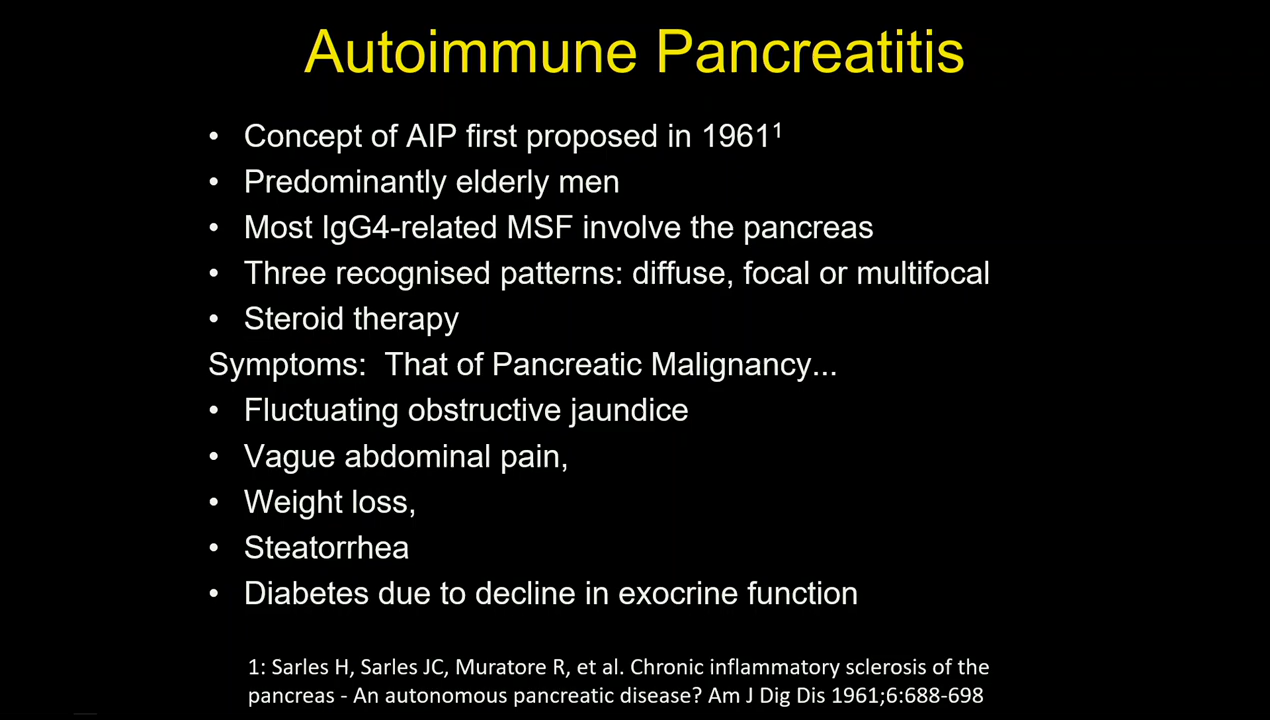 Autoimmune Pancreatitis
• Concept of AIP first proposed in 1961¹
• Predominantly elderly men
• Most IgG4-related MSF involve the pancreas
• Three recognised patterns: diffuse, focal or multifocal
• Steroid therapy
Symptoms: That of Pancreatic Malignancy...
• Fluctuating obstructive jaundice
• Vague abdominal pain,
• Weight loss,
• Steatorrhea
• Diabetes due to decline in exocrine function
1: Sarles H, Sarles JC, Muratore R, et al. Chronic inflammatory sclerosis of the
pancreas - An autonomous pancreatic disease? Am J Dig Dis 1961;6:688-698